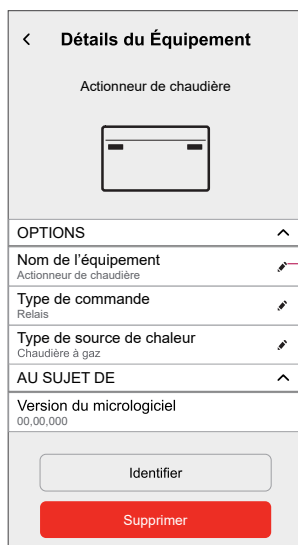 Détails du Équipement
Actionneur de chaudière
OPTIONS
Nom de l'équipement
Actionneur de chaudière
Type de commande
Relais
Type de source de chaleur
Chaudière à gaz
AU SUJET DE
Version du micrologiciel
00,00,000
Identifier
Supprimer